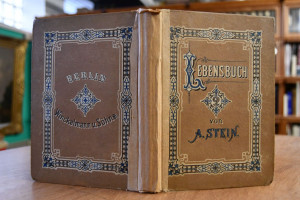 BERLIN
LEBENSBUCH
von
A. STEIN.